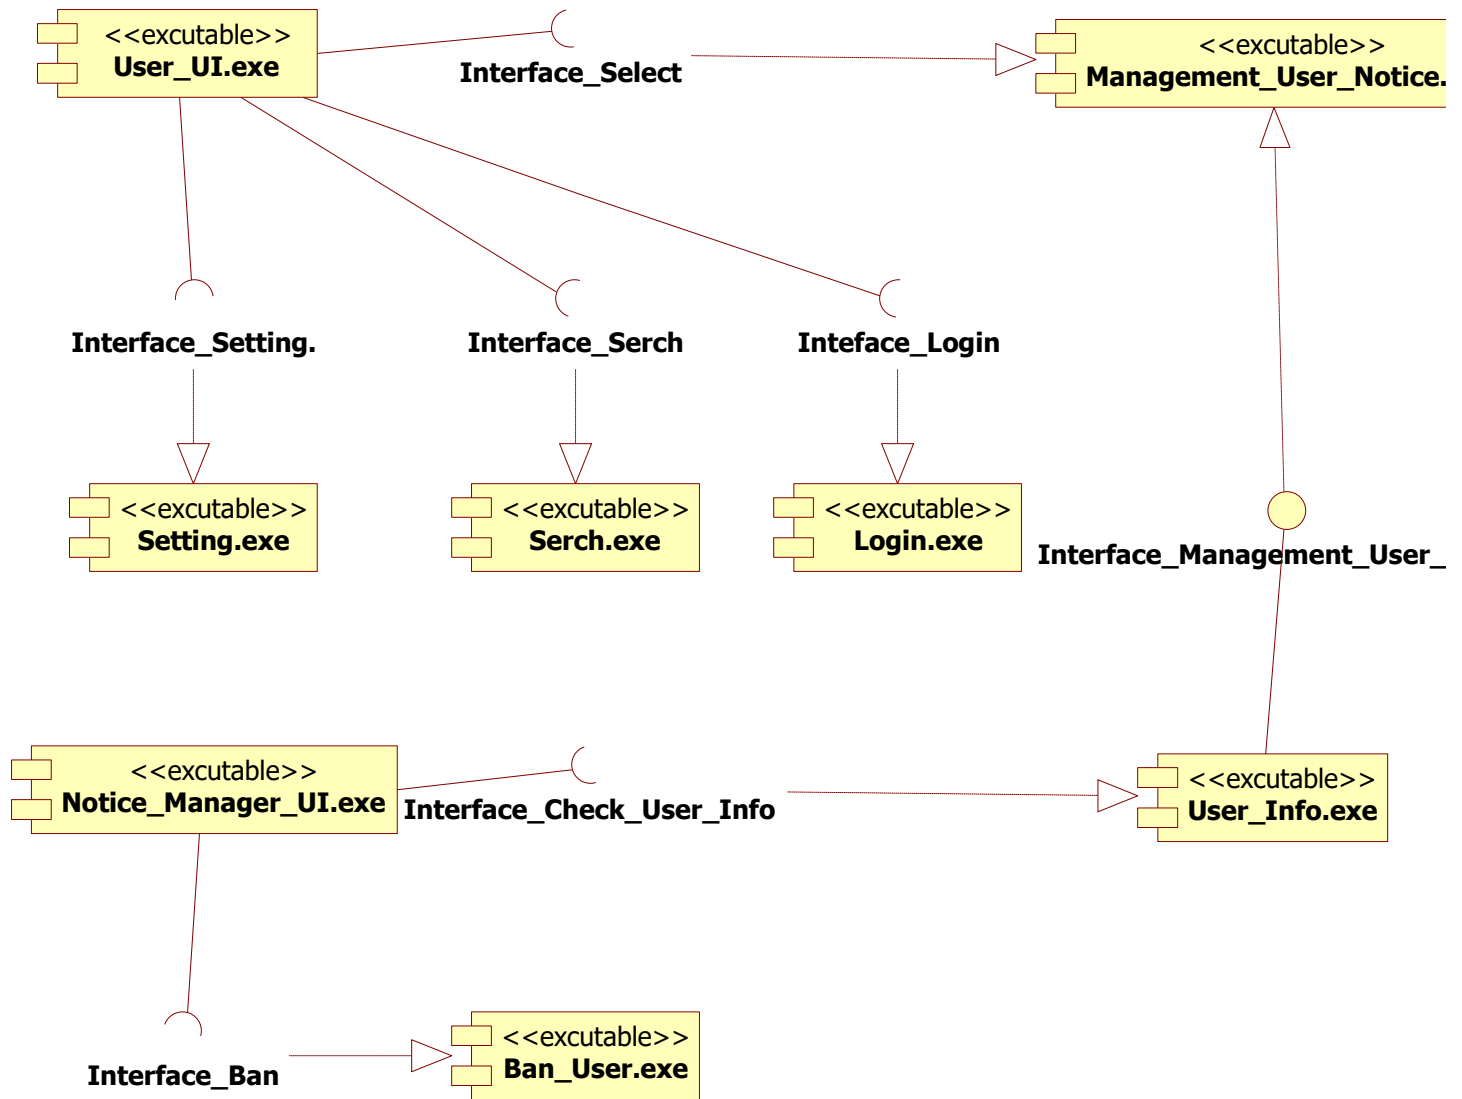 <<excutable>>
User_UI.exe
Interface_Select
<<excutable>>
Management_User_Notice.
Interface_Setting.
Interface_Serch
Inteface_Login
<<excutable>>
Setting.exe
<<excutable>>
Serch.exe
<<excutable>>
Login.exe
Interface_Management_User_
<<excutable>>
Notice_Manager_UI.exe
Interface_Check_User_Info
<<excutable>>
User_Info.exe
Interface_Ban
<<excutable>>
Ban_User.exe